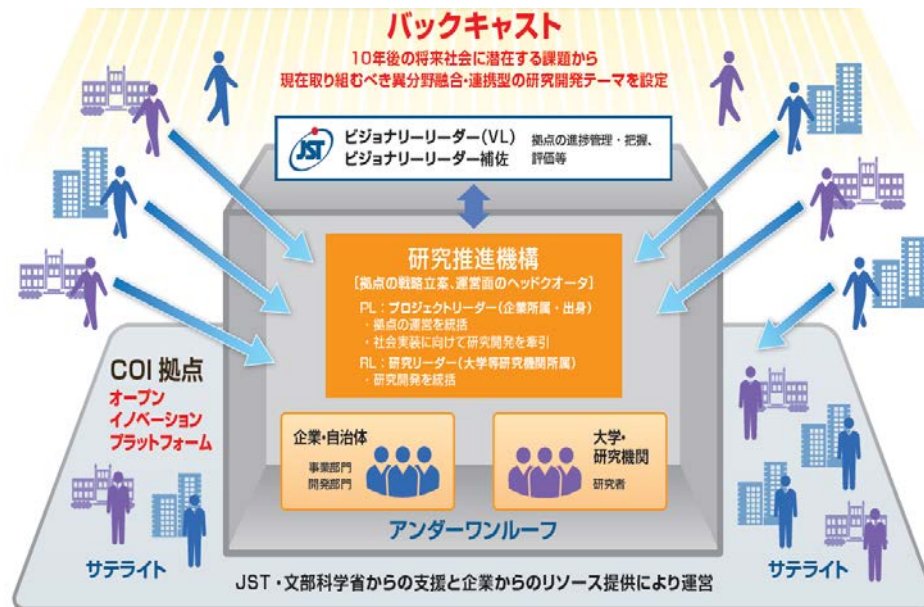 バックキャスト
10年後の将来社会に潜在する課題から
現在取り組むべき異分野融合・連携型の研究開発テーマを設定
JST
ビジョナリーリーダー(VL)
ビジョナリーリーダー補佐
拠点の進捗管理・把握、
評価等
研究推進機構
[拠点の戦略立案、運営面のヘッドクオータ]
PL:プロジェクトリーダー(企業所属・出身)
・拠点の運営を統括
・社会実装に向けて研究開発を牽引
RL:研究リーダー(大学等研究機関所属)
・研究開発を統括
COI 拠点
オープン
イノベーション
プラットフォーム
企業・自治体
事業部門
開発部門
大学・
研究機関
研究者
アンダーワンルーフ
サテライト
サテライト
JST・文部科学省からの支援と企業からのリソース提供により運営